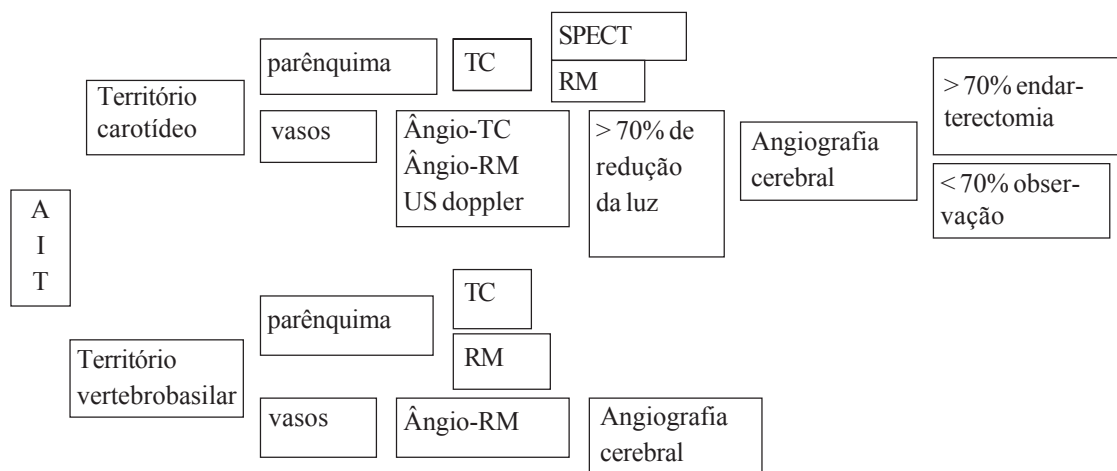 A
I
T
Território
carotídeo
parênquima
TC
SPECT
RM
vasos
Ângio-TC
Ângio-RM
US doppler
> 70% de
redução
da luz
Angiografia
cerebral
> 70% endar-
terectomia
< 70% obser-
vação
Território
vertebrobasilar
parênquima
TC
RM
vasos
Ângio-RM
Angiografia
cerebral